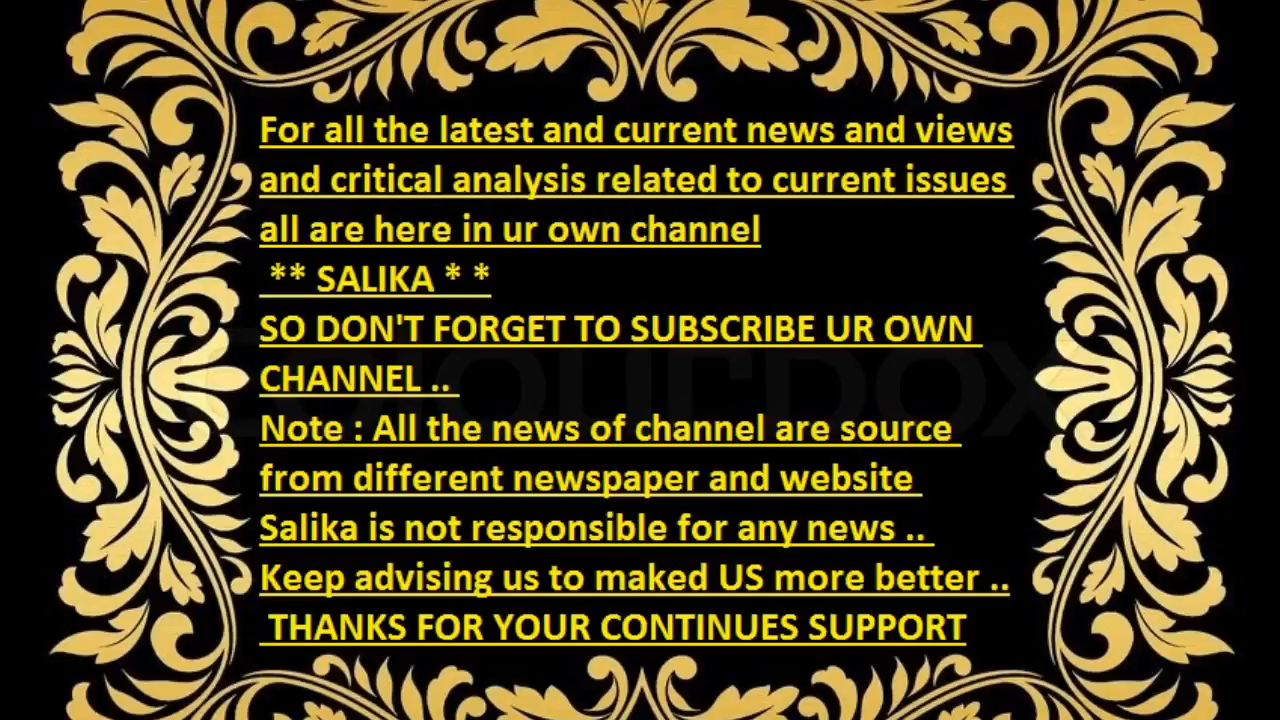 For all the latest and current news and views
and critical analysis related to current issues
all are here in ur own channel
** SALIKA * *
SO DON'T FORGET TO SUBSCRIBE UR OWN
CHANNEL ..
Note : All the news of channel are source
from different newspaper and website
Salika is not responsible for any news ..
Keep advising us to maked US more better ..
THANKS FOR YOUR CONTINUES SUPPORT